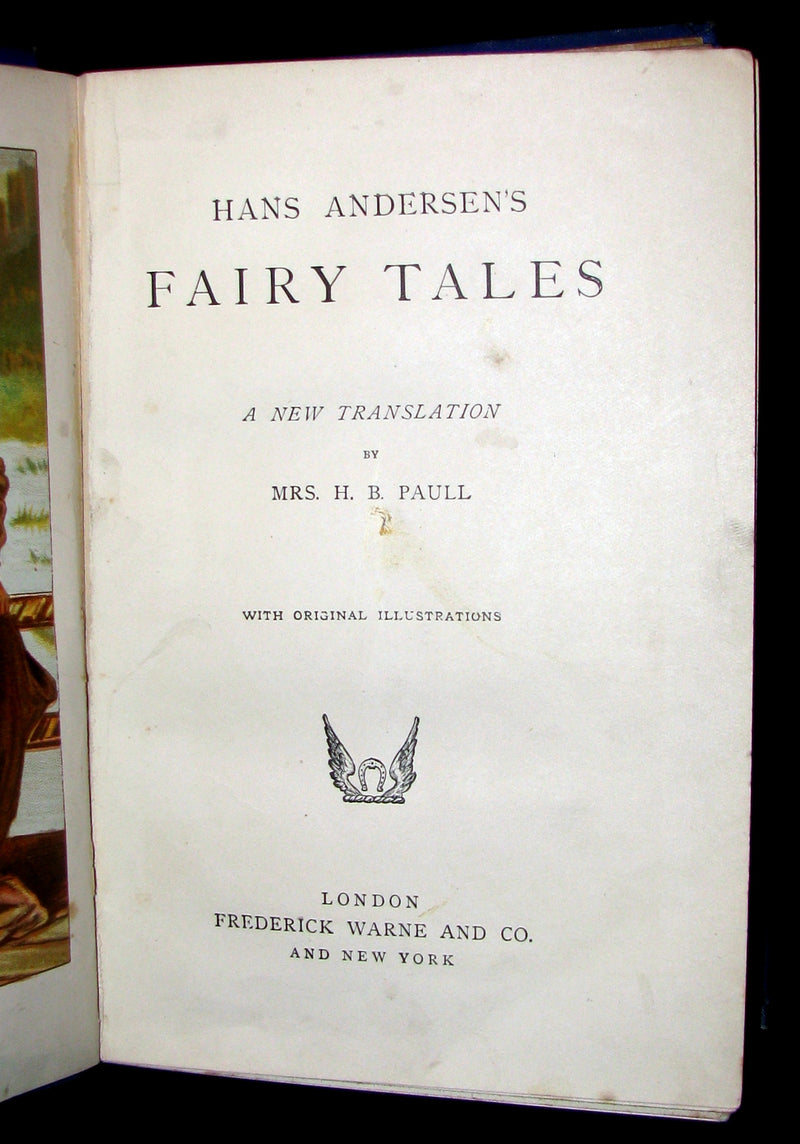 HANS ANDERSEN'S
FAIRY TALES
A NEW TRANSLATION
BY
MRS. H. B. PAULL
WITH ORIGINAL ILLUSTRATIONS
LONDON
FREDERICK WARNE AND CO.
AND NEW YORK